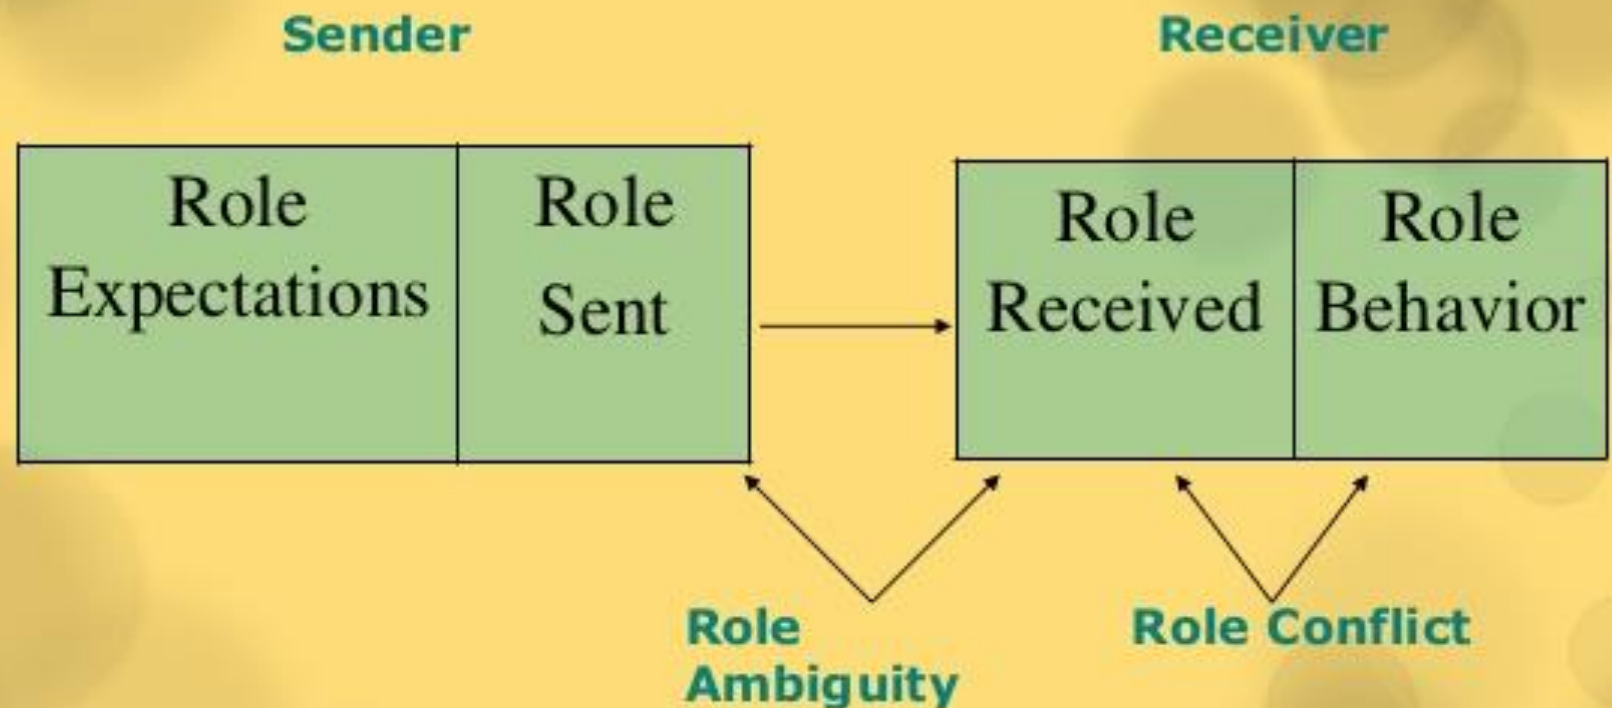 Sender
Receiver
Role
Expectations
Role
Sent
Role
Received
Role
Behavior
Role
Ambiguity
Role Conflict